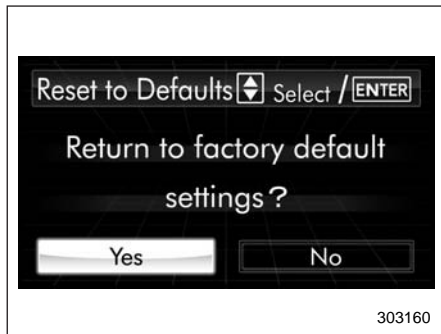 Reset to Defaults Select / ENTER
Return to factory default
settings?
Yes No
303160